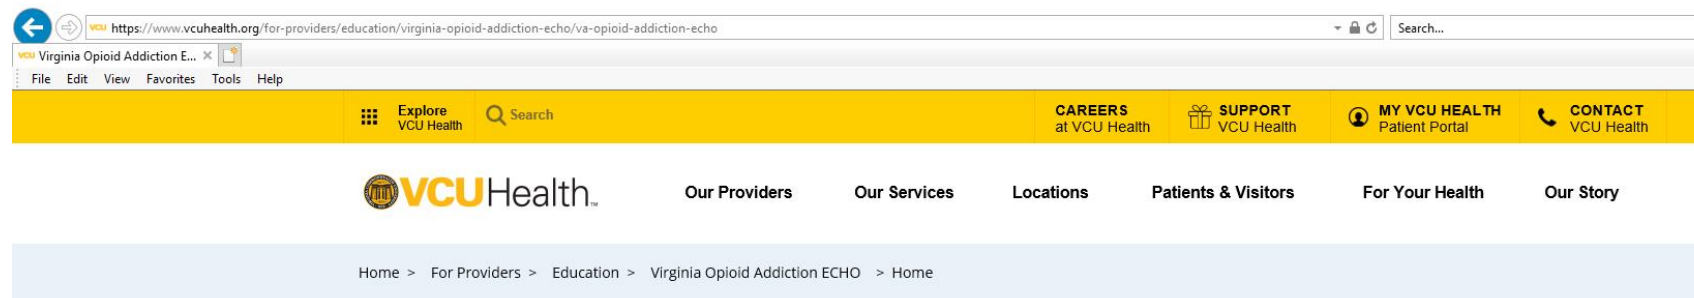 VCU https://www.vcuhealth.org/for-providers/education/virginia-opioid-addiction-echo/va-opioid-addiction-echo Search...
VCU Virginia Opioid Addiction E...
File Edit View Favorites Tools Help
Explore Search CAREERS SUPPORT MY VCU HEALTH CONTACT
VCU Health at VCU Health VCU Health Patient Portal VCU Health
VCUHealth™ Our Providers Our Services Locations Patients & Visitors For Your Health Our Story
Home > For Providers > Education > Virginia Opioid Addiction ECHO > Home